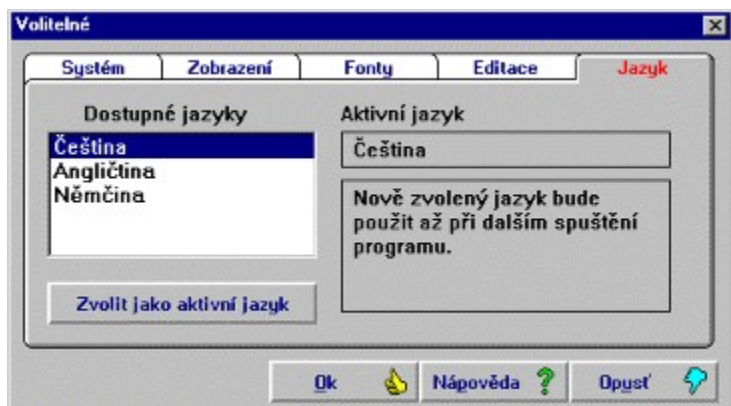 Volitelné
Systém
Zobrazení
Fonty
Editace
Jazyk
Dostupné jazyky
Čeština
Angličtina
Němčina
Zvolit jako aktivní jazyk
Aktivní jazyk
Čeština
Nově zvolený jazyk bude
použit až při dalším spuštění
programu.
Ok
Nápověda
Opusť